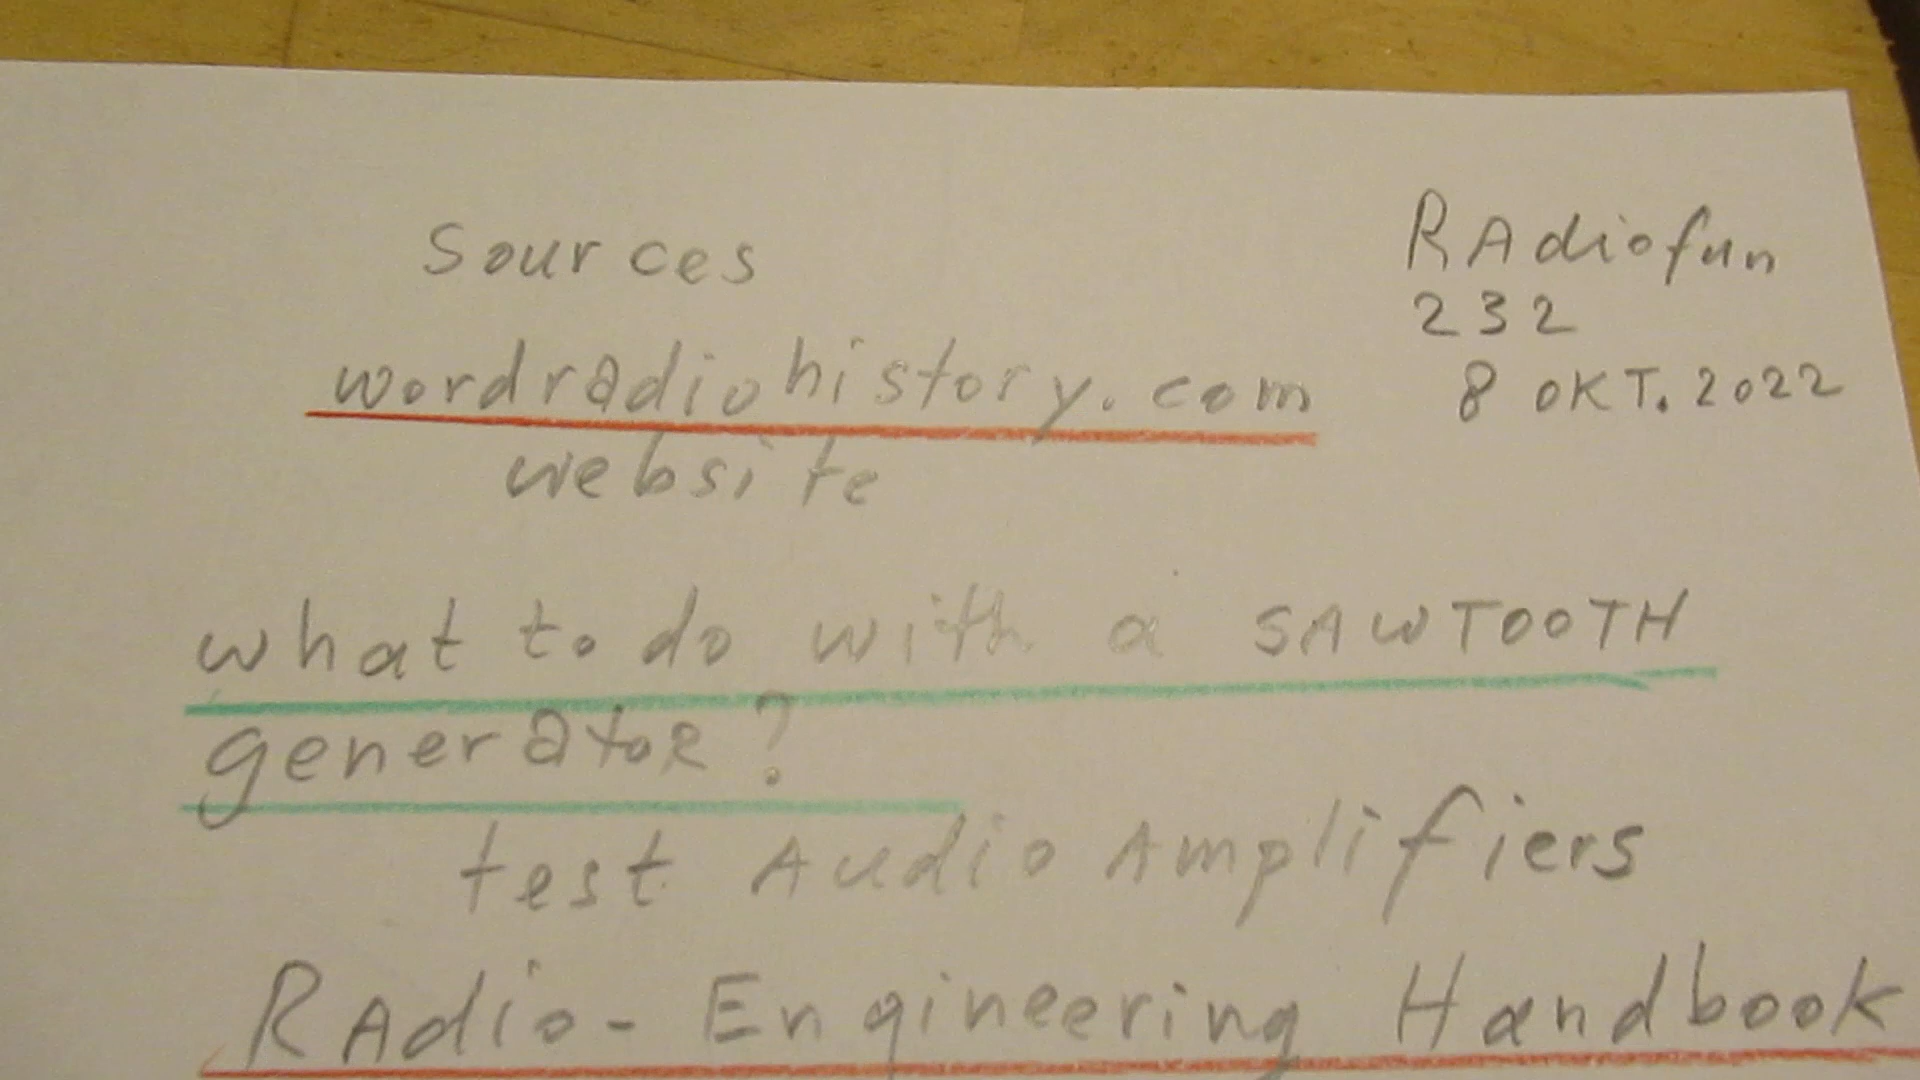 Sources
RAdiofun
232
8 OKT. 2022
wordradiohistory.com
website
what to do with a SAWTOOTH
generator?
test Audio Amplifiers
RAdio-Engineering Handbook